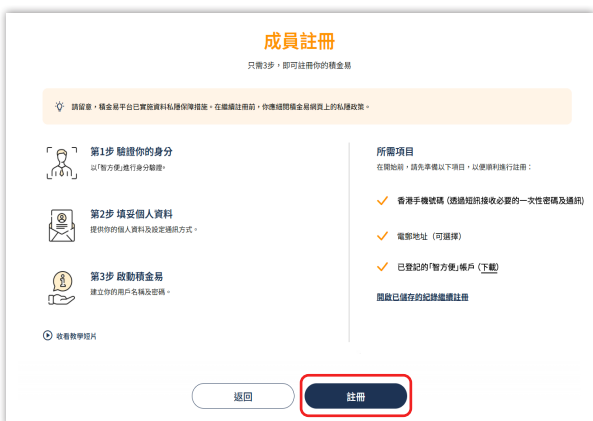 成員註冊
只需3步，即可註冊你的積金易
請留意，積金易平台已實施資料私隱保障措施。在繼續註冊前，你應細閱積金易網頁上的私隱政策。
第1步 驗證你的身分
以「智方便」進行身分驗證。
第2步 填妥個人資料
提供你的個人資料及設定通訊方式。
第3步 啟動積金易
建立你的用戶名稱及密碼。
收看教學短片
所需項目
在開始前，請先準備以下項目，以便順利進行註冊：
香港手機號碼 (透過短訊接收必要的一次性密碼及通訊)
電郵地址（可選擇）
已登記的「智方便」帳戶 (下載)
開啟已儲存的紀錄繼續註冊
返回
註冊